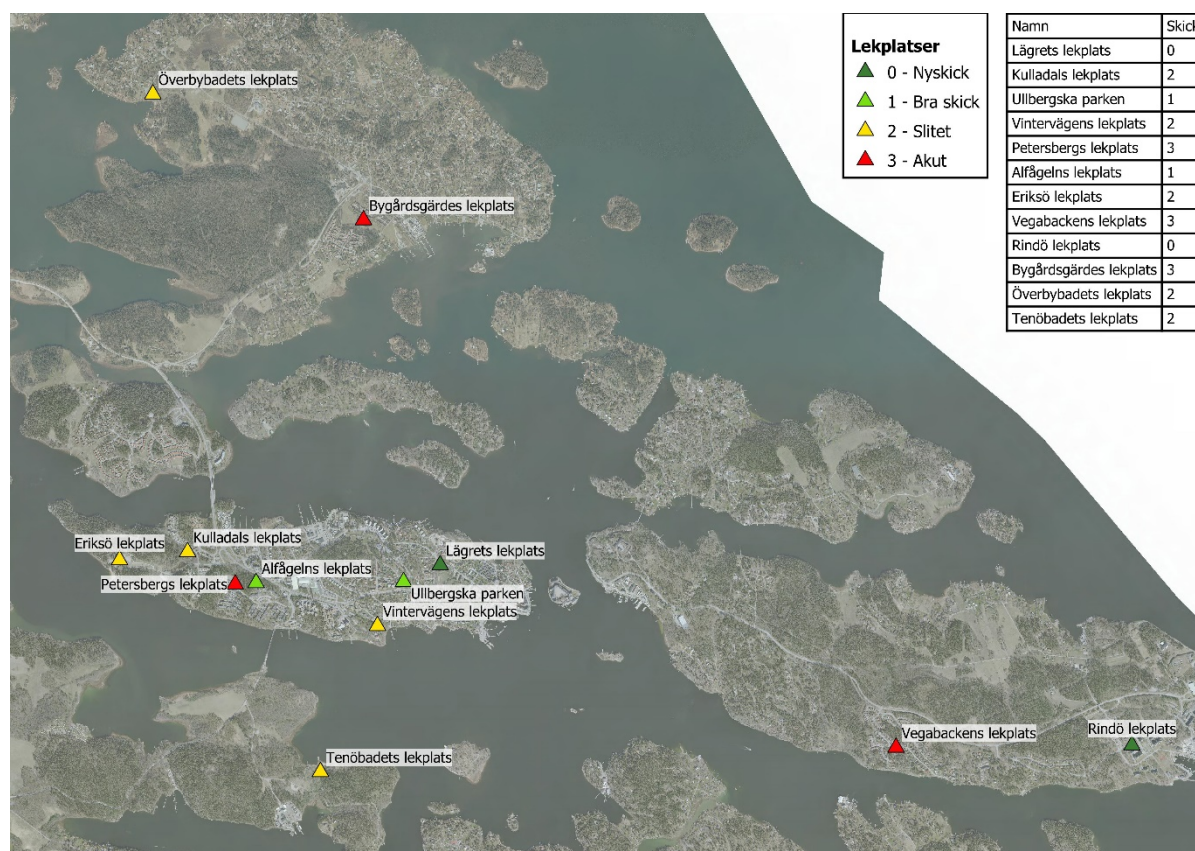 Överbybadets lekplats
Bygårdsgärdes lekplats
Eriksö lekplats
Kulladals lekplats
Lägrets lekplats
Petersbergs lekplats
Alfågelns lekplats
Ullbergska parken
Vintervägens lekplats
Tenöbadets lekplats
Vegabackens lekplats
Rindö lekplats
Lekplatser
0 - Nyskick
1 - Bra skick
2 - Slitet
3 - Akut
Namn Skick
Lägrets lekplats 0
Kulladals lekplats 2
Ullbergska parken 1
Vintervägens lekplats 2
Petersbergs lekplats 3
Alfågelns lekplats 1
Eriksö lekplats 2
Vegabackens lekplats 3
Rindö lekplats 0
Bygårdsgärdes lekplats 3
Överbybadets lekplats 2
Tenöbadets lekplats 2